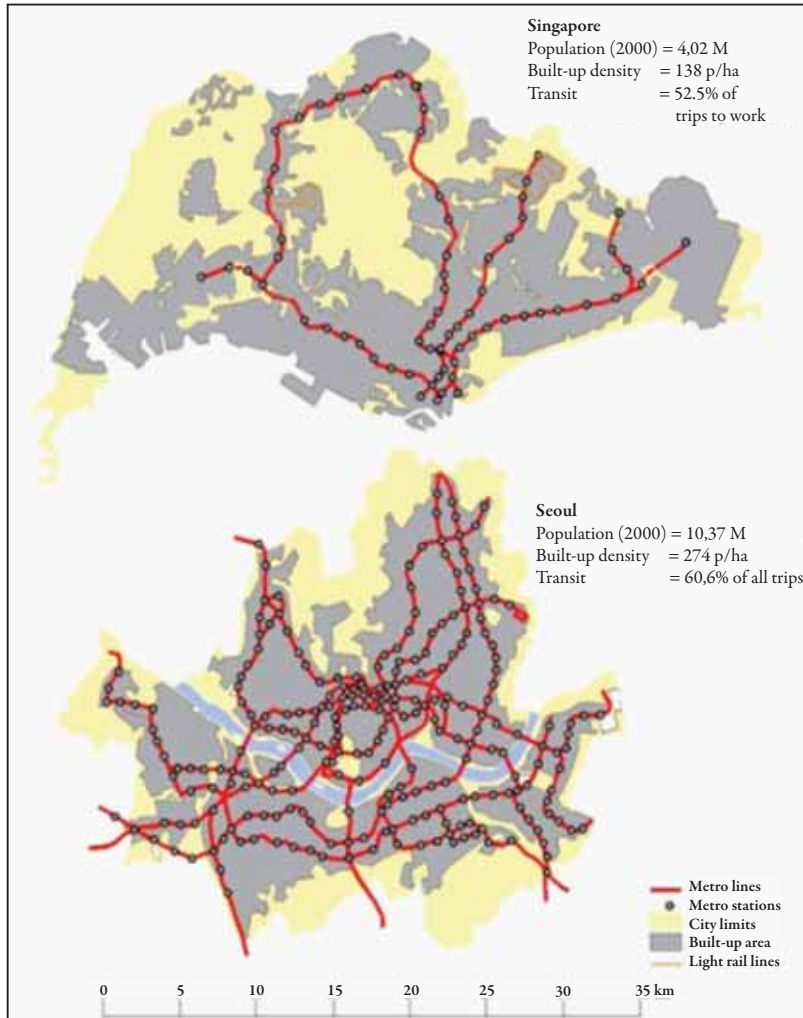 Singapore
Population (2000) = 4,02 M
Built-up density = 138 p/ha
Transit = 52.5% of
trips to work
Seoul
Population (2000) = 10,37 M
Built-up density = 274 p/ha
Transit = 60,6% of all trips
Metro lines
Metro stations
City limits
Built-up area
Light rail lines
0 5 10 15 20 25 30 35 km